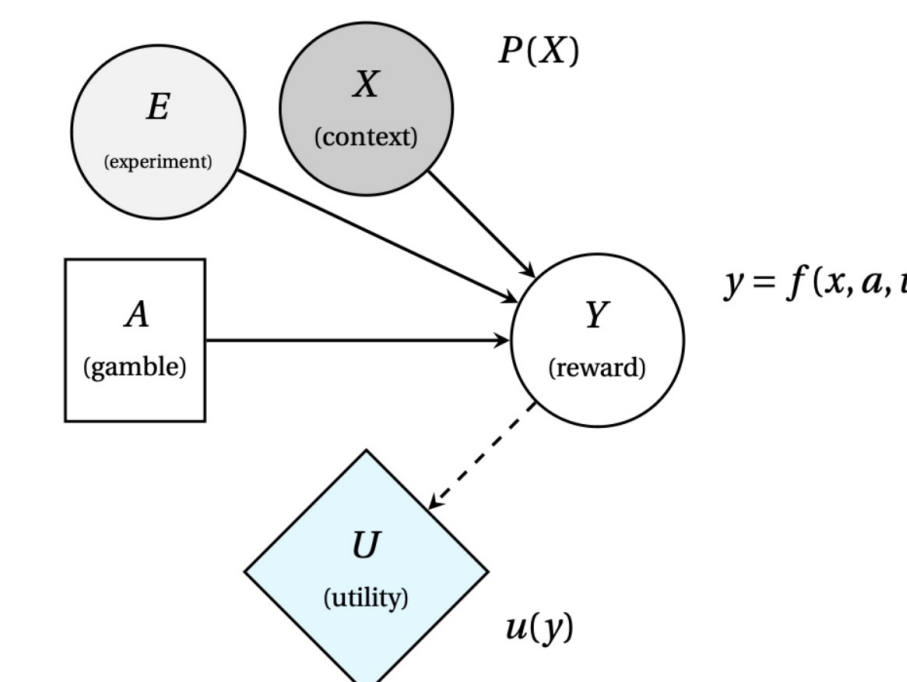 E
(experiment)
X
(context)
P(X)
A
(gamble)
Y
(reward)
y = f(x, a,
U
(utility)
u(y)